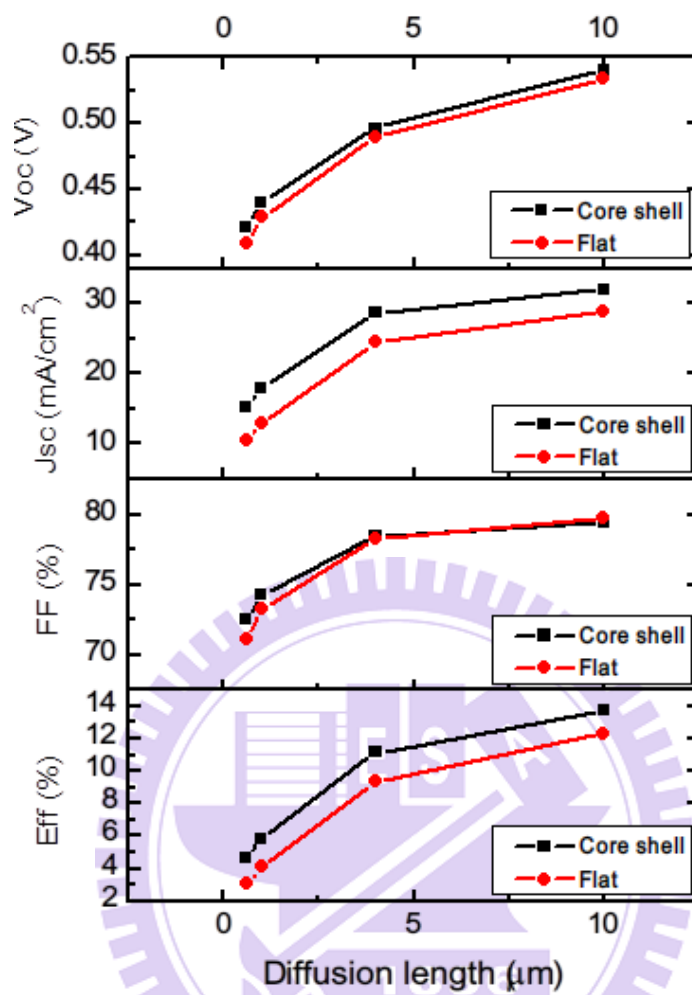 0 5 10
0.55
0.50
0.45
0.40
Voc (V)
Core shell
Flat
30
20
10
Jsc (mA/cm²)
Core shell
Flat
80
75
70
FF (%)
Core shell
Flat
14
12
10
8
6
4
2
Eff (%)
Core shell
Flat
0 5 10
Diffusion length (μm)